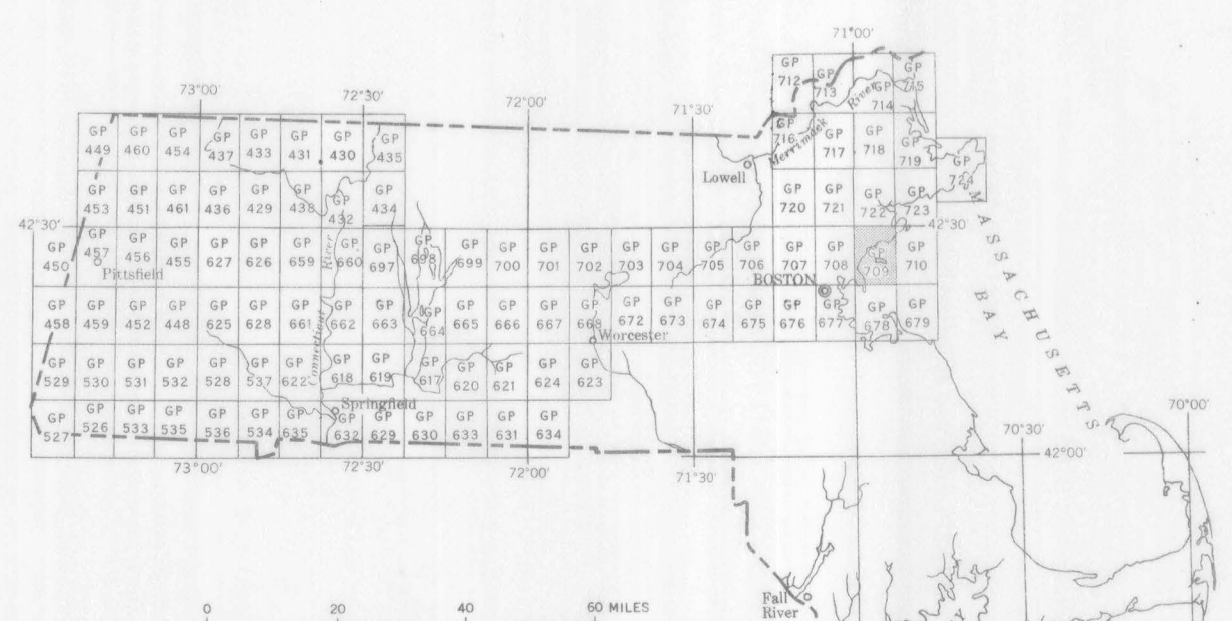 71°00'
GP 712 GP 713 GP 714 GP 715
73°00' 72°30' 72°00' 71°30'
GP 449 GP 460 GP 454 GP 437 GP 433 GP 431 GP 430 GP 435
GP 716 GP 717 GP 718 GP 719
Merrimack River
GP 724
Lowell
GP 453 GP 451 GP 461 GP 436 GP 429 GP 438 GP 432 GP 434
GP 720 GP 721 GP 722 GP 723
42°30' 42°30'
GP 450 GP 457 GP 456 GP 455 GP 627 GP 626 GP 659 GP 660 GP 697 GP 698 GP 699 GP 700 GP 701 GP 702 GP 703 GP 704 GP 705 GP 706 GP 707 GP 708 GP 709 GP 710
Pittsfield
BOSTON
MASSACHUSETTS
BAY
Connecticut River
GP 458 GP 459 GP 452 GP 448 GP 625 GP 628 GP 661 GP 662 GP 663 GP 664 GP 665 GP 666 GP 667 GP 668 GP 672 GP 673 GP 674 GP 675 GP 676 GP 677 GP 678 GP 679
Worcester
GP 529 GP 530 GP 531 GP 532 GP 528 GP 537 GP 622 GP 618 GP 619 GP 617 GP 620 GP 621 GP 624 GP 623
Springfield
GP 527 GP 526 GP 533 GP 535 GP 536 GP 534 GP 635 GP 632 GP 629 GP 630 GP 633 GP 631 GP 634
70°00'
70°30'
42°00'
73°00' 72°30' 72°00' 71°30'
Fall
River
0 20 40 60 MILES